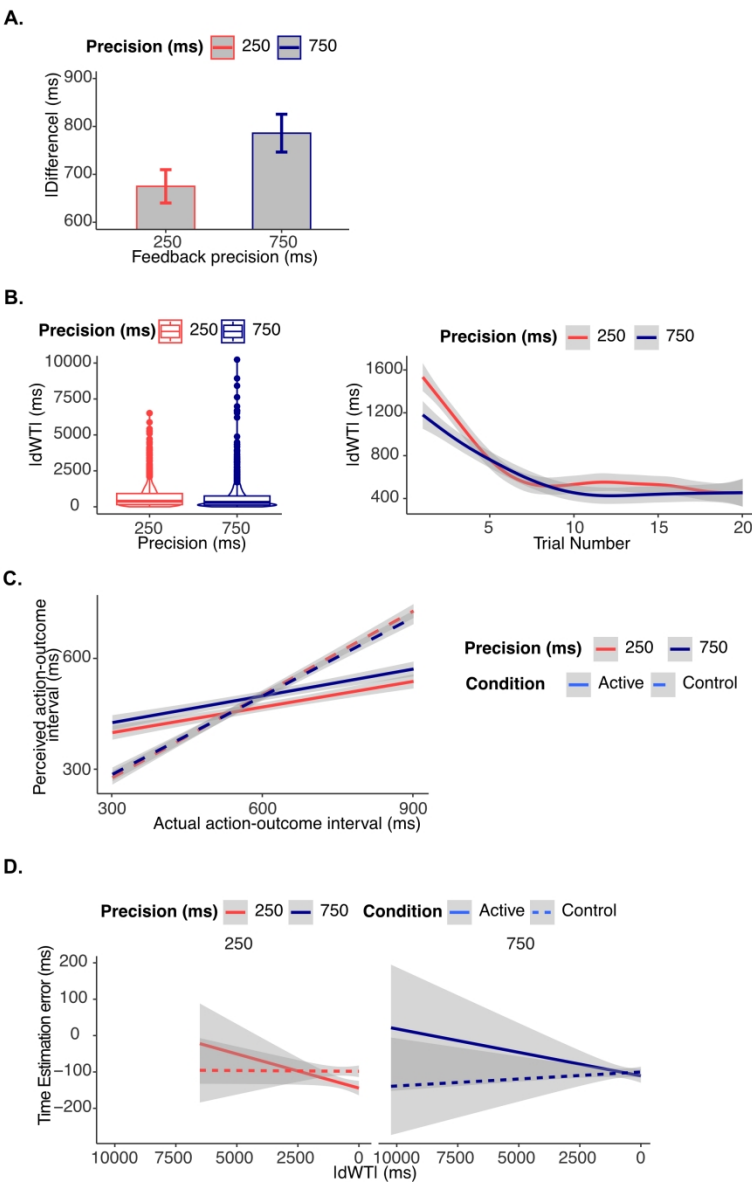 A.
Precision (ms) 250 750
900
800
700
600
|Difference| (ms)
250 750
Feedback precision (ms)
B.
Precision (ms) 250 750
10000
7500
5000
2500
0
|dWT| (ms)
250 750
Precision (ms)
Precision (ms) 250 750
1600
1200
800
400
|dWT| (ms)
5 10 15 20
Trial Number
C.
Perceived action-outcome
interval (ms)
600
300
300 600 900
Actual action-outcome interval (ms)
Precision (ms) 250 750
Condition Active Control
D.
Precision (ms) 250 750 Condition Active Control
250 750
200
100
0
−100
−200
Time Estimation error (ms)
10000 7500 5000 2500 0 10000 7500 5000 2500 0
|dWT| (ms)